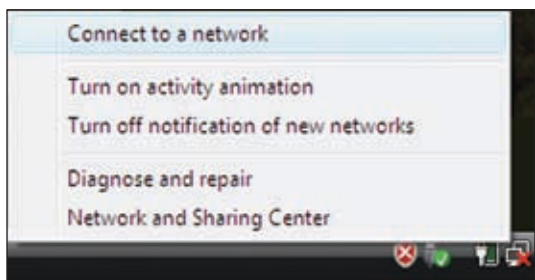 Connect to a network
Turn on activity animation
Turn off notification of new networks
Diagnose and repair
Network and Sharing Center